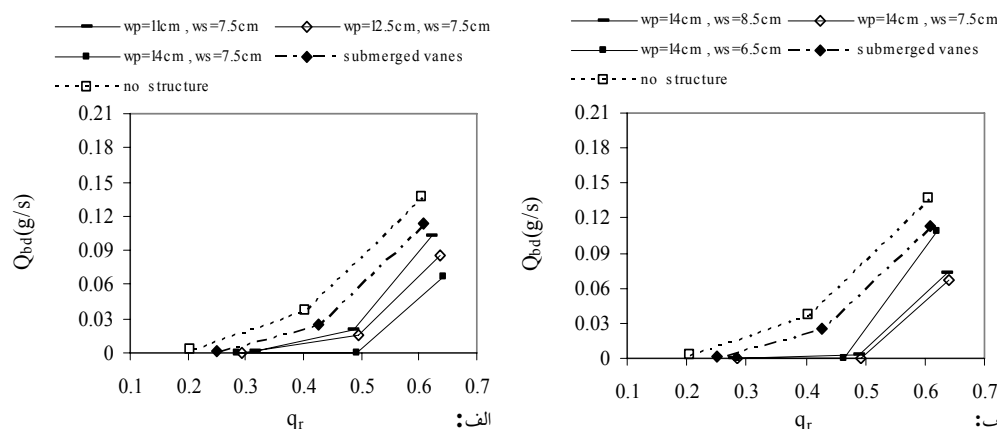 wp=11cm , ws=7.5cm wp=12.5cm, ws=7.5cm
wp=14cm , ws=7.5cm submerged vanes
no structure
0.21
0.18
0.15
0.12
0.09
0.06
0.03
0
Qbd(g/s)
0.1 0.2 0.3 0.4 0.5 0.6 0.7
qr
الف:
wp=14cm , ws=8.5cm wp=14cm , ws=7.5cm
wp=14cm , ws=6.5cm submerged vanes
no structure
0.21
0.18
0.15
0.12
0.09
0.06
0.03
0
Qbd(g/s)
0.1 0.2 0.3 0.4 0.5 0.6 0.7
qr